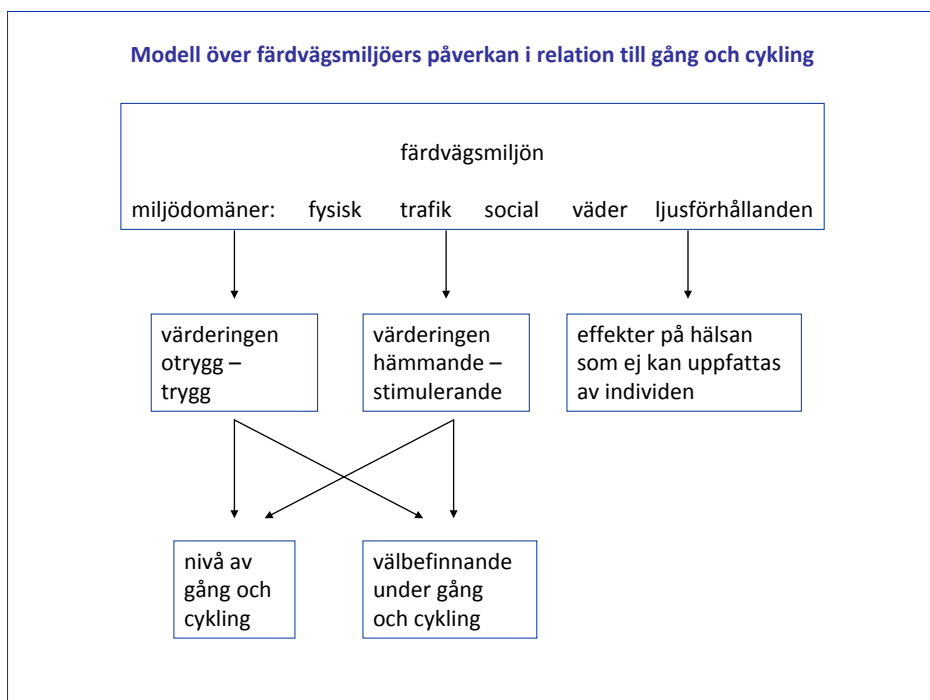 Modell över färdvägsmiljöers påverkan i relation till gång och cykling
färdvägsmiljön
miljödomäner: fysisk trafik social väder ljusförhållanden
värderingen
otrygg –
trygg
värderingen
hämmande –
stimulerande
effekter på hälsan
som ej kan uppfattas
av individen
nivå av
gång och
cykling
välbefinnande
under gång
och cykling